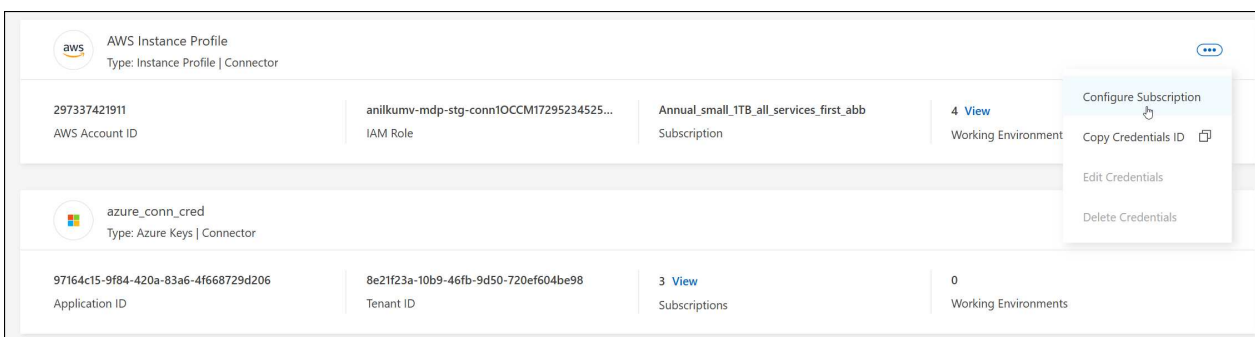 aws
AWS Instance Profile
Type: Instance Profile | Connector
297337421911
AWS Account ID
anilkumv-mdp-stg-conn1OCCM17295234525...
IAM Role
Annual_small_1TB_all_services_first_abb
Subscription
4 View
Working Environment
Configure Subscription
Copy Credentials ID
Edit Credentials
Delete Credentials
azure_conn_cred
Type: Azure Keys | Connector
97164c15-9f84-420a-83a6-4f668729d206
Application ID
8e21f23a-10b9-46fb-9d50-720ef604be98
Tenant ID
3 View
Subscriptions
0
Working Environments